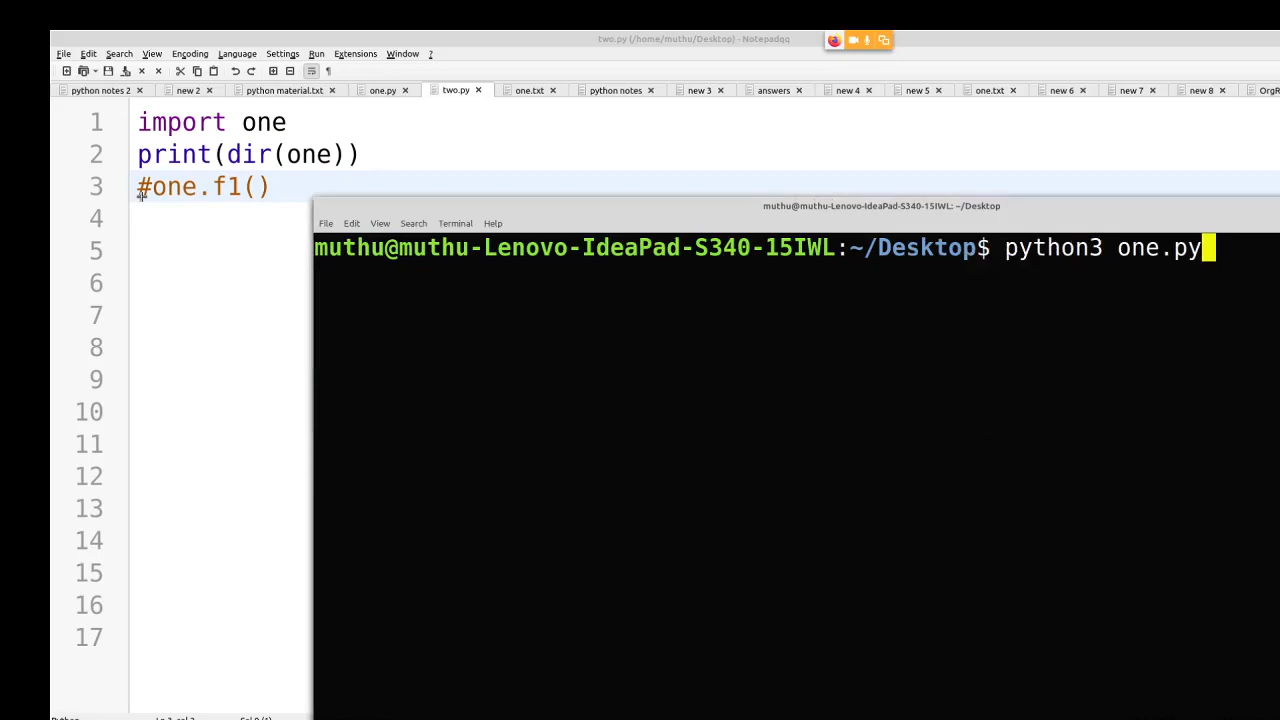 two.py (/home/muthu/Desktop) - Notepadqq
File Edit Search View Encoding Language Settings Run Extensions Window ?
python notes 2 new 2 python material.txt one.py two.py one.txt python notes new 3 answers new 4 new 5 one.txt new 6 new 7 new 8 OrgR
1 import one
2 print(dir(one))
3 #one.f1()
4
5
6
7
8
9
10
11
12
13
14
15
16
17
muthu@muthu-Lenovo-IdeaPad-S340-15IWL: ~/Desktop
File Edit View Search Terminal Help
muthu@muthu-Lenovo-IdeaPad-S340-15IWL:~/Desktop$ python3 one.py